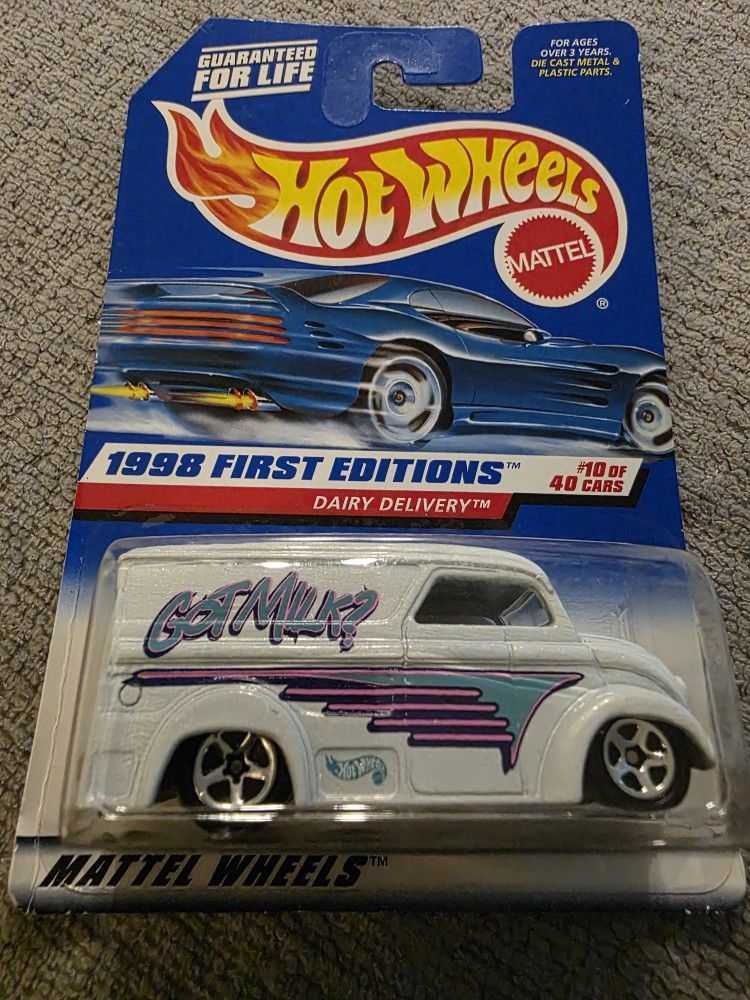 GUARANTEED
FOR LIFE
FOR AGES
OVER 3 YEARS.
DIE CAST METAL &
PLASTIC PARTS.
HOT WHEELS
MATTEL
®
1998 FIRST EDITIONS™
#10 OF
40 CARS
DAIRY DELIVERY™
GOT MILK?
HOT WHEELS
MATTEL WHEELS™